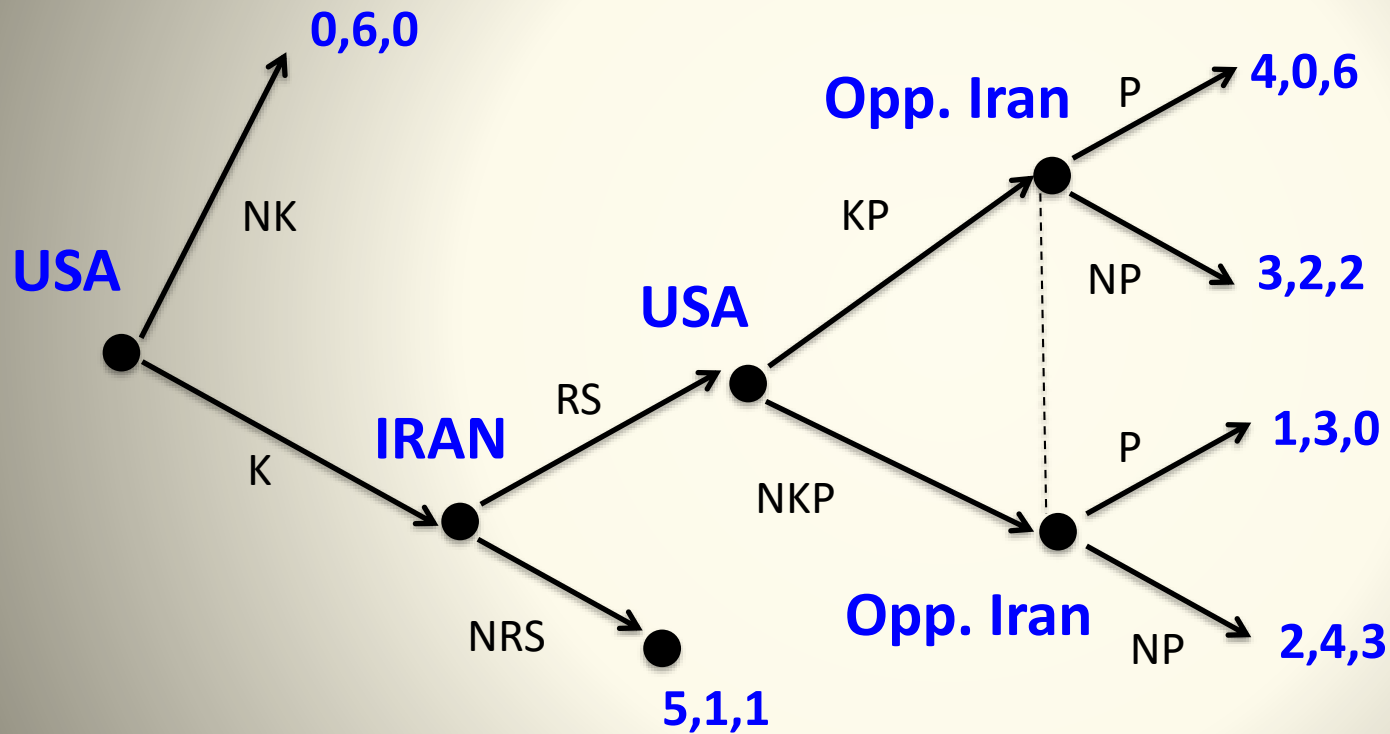 0,6,0
Opp. Iran
P
4,0,6
NK
KP
NP
3,2,2
USA
USA
RS
IRAN
P
1,3,0
K
NKP
NRS
Opp. Iran
NP
2,4,3
5,1,1